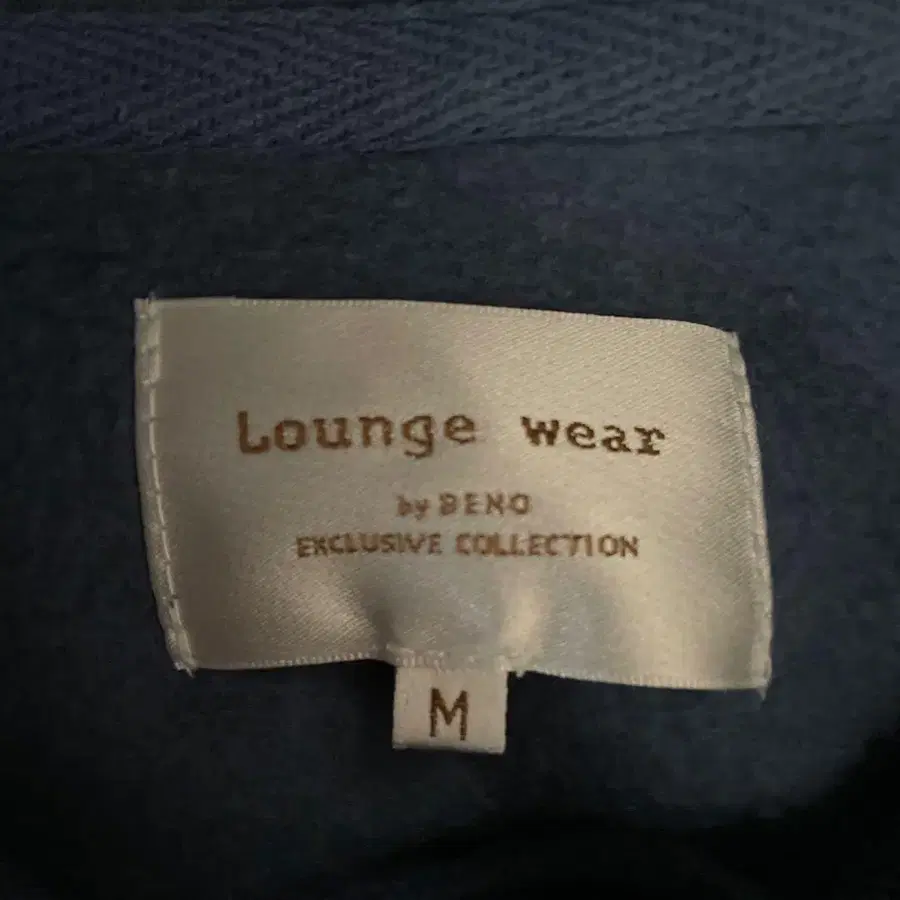 Lounge wear
by BENO
EXCLUSIVE COLLECTION
M